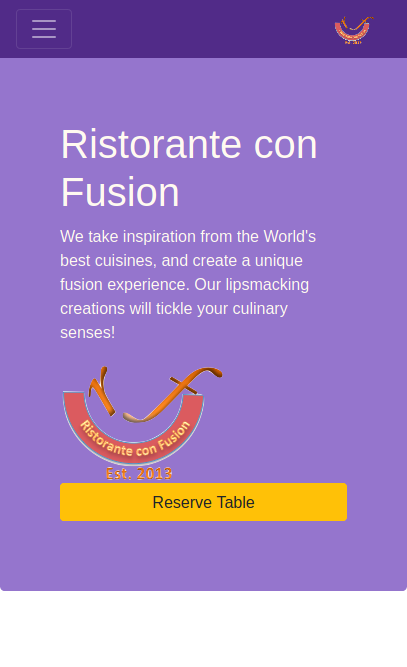 Ristorante con
Fusion
We take inspiration from the World's
best cuisines, and create a unique
fusion experience. Our lipsmacking
creations will tickle your culinary
senses!
Ristorante con Fusion
Est. 2013
Reserve Table